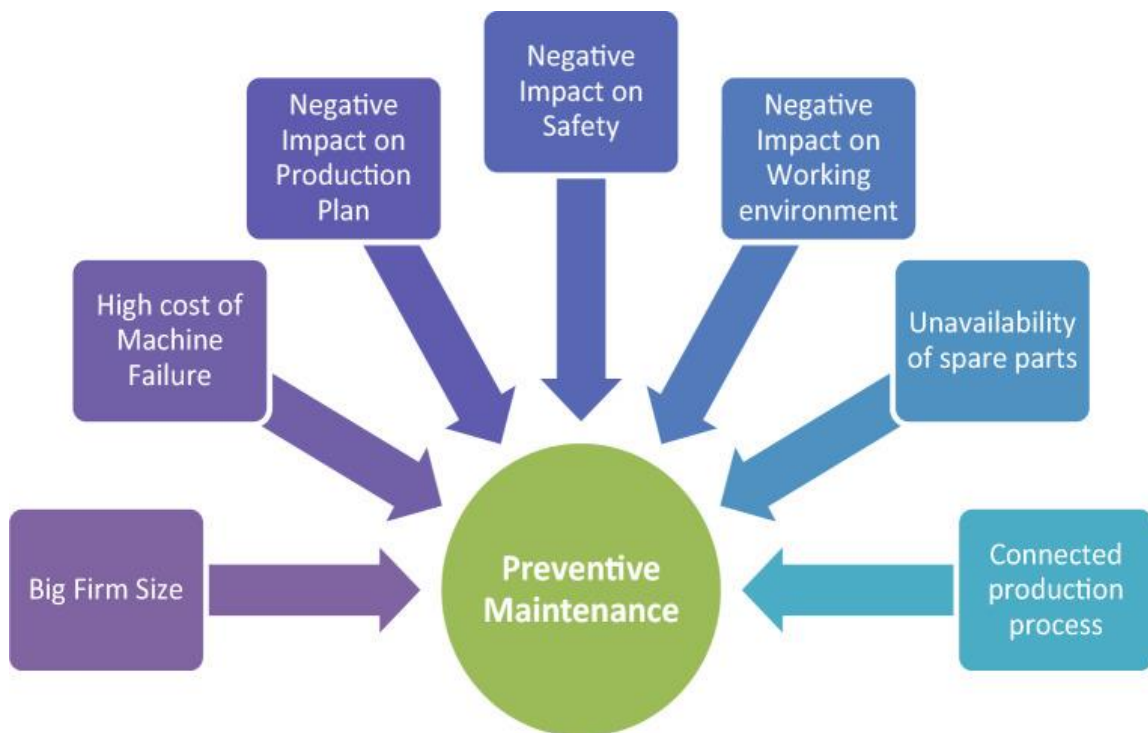 Negative
Impact on
Safety
Negative
Impact on
Production
Plan
Negative
Impact on
Working
environment
High cost of
Machine
Failure
Unavailability
of spare parts
Big Firm Size
Preventive
Maintenance
Connected
production
process